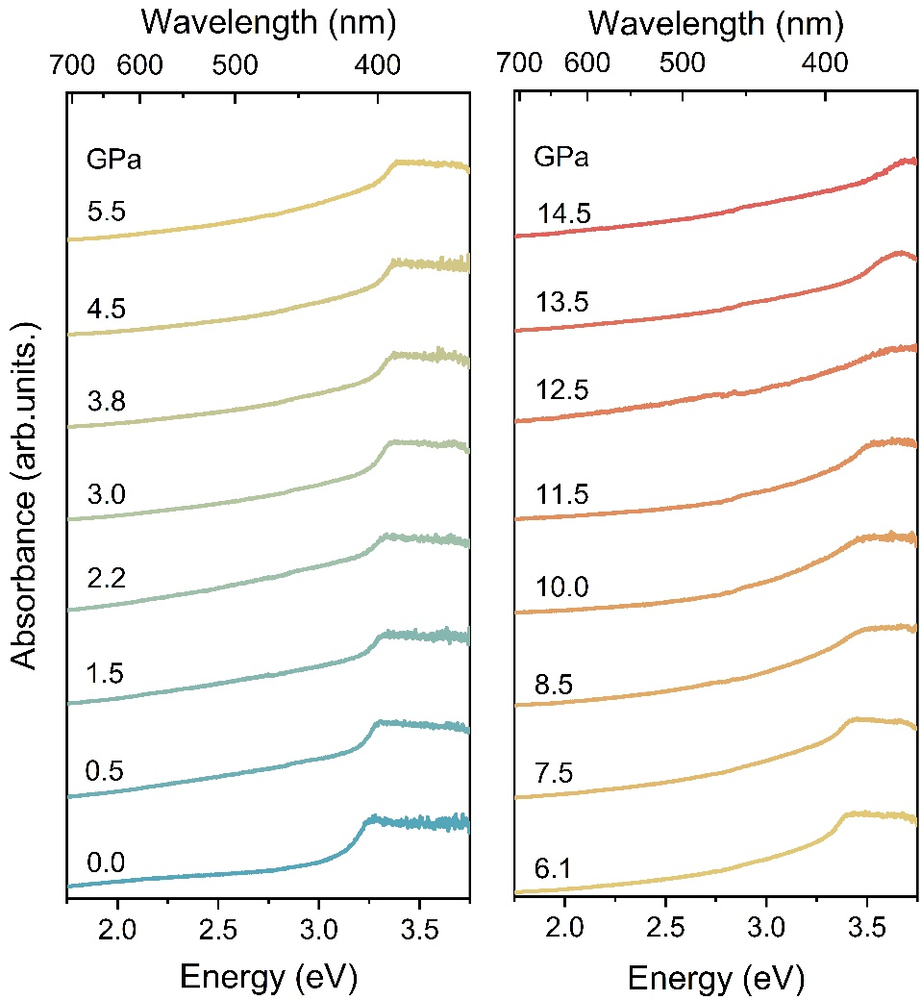 Wavelength (nm)
700 600 500 400
GPa
5.5
4.5
3.8
3.0
2.2
1.5
0.5
0.0
2.0 2.5 3.0 3.5
Energy (eV)
Absorbance (arb.units.)
Wavelength (nm)
700 600 500 400
GPa
14.5
13.5
12.5
11.5
10.0
8.5
7.5
6.1
2.0 2.5 3.0 3.5
Energy (eV)